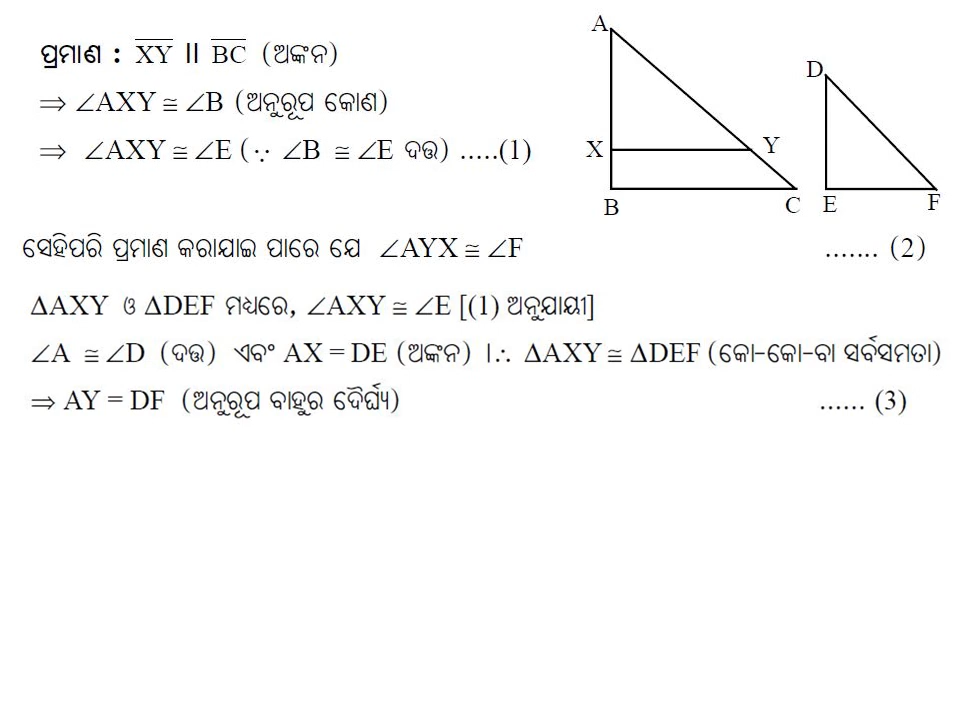 ପ୍ରମାଣ : XY || BC (ଅଙ୍କନ)
⇒ ∠AXY ≅ ∠B (ଅନୁରୂପ କୋଣ)
⇒ ∠AXY ≅ ∠E (∵ ∠B ≅ ∠E ଦତ୍ତ) .....(1)
A
X
Y
B
C
D
E
F
ସେହିପରି ପ୍ରମାଣ କରାଯାଇ ପାରେ ଯେ ∠AYX ≅ ∠F ....... (2)
ΔAXY ଓ ΔDEF ମଧ୍ୟରେ, ∠AXY ≅ ∠E [(1) ଅନୁଯାୟୀ]
∠A ≅ ∠D (ଦତ୍ତ) ଏବଂ AX = DE (ଅଙ୍କନ) ।∴ ΔAXY ≅ ΔDEF (କୋ-କୋ-ବା ସର୍ବସମତା)
⇒ AY = DF (ଅନୁରୂପ ବାହୁର ଦୈର୍ଘ୍ୟ) ...... (3)